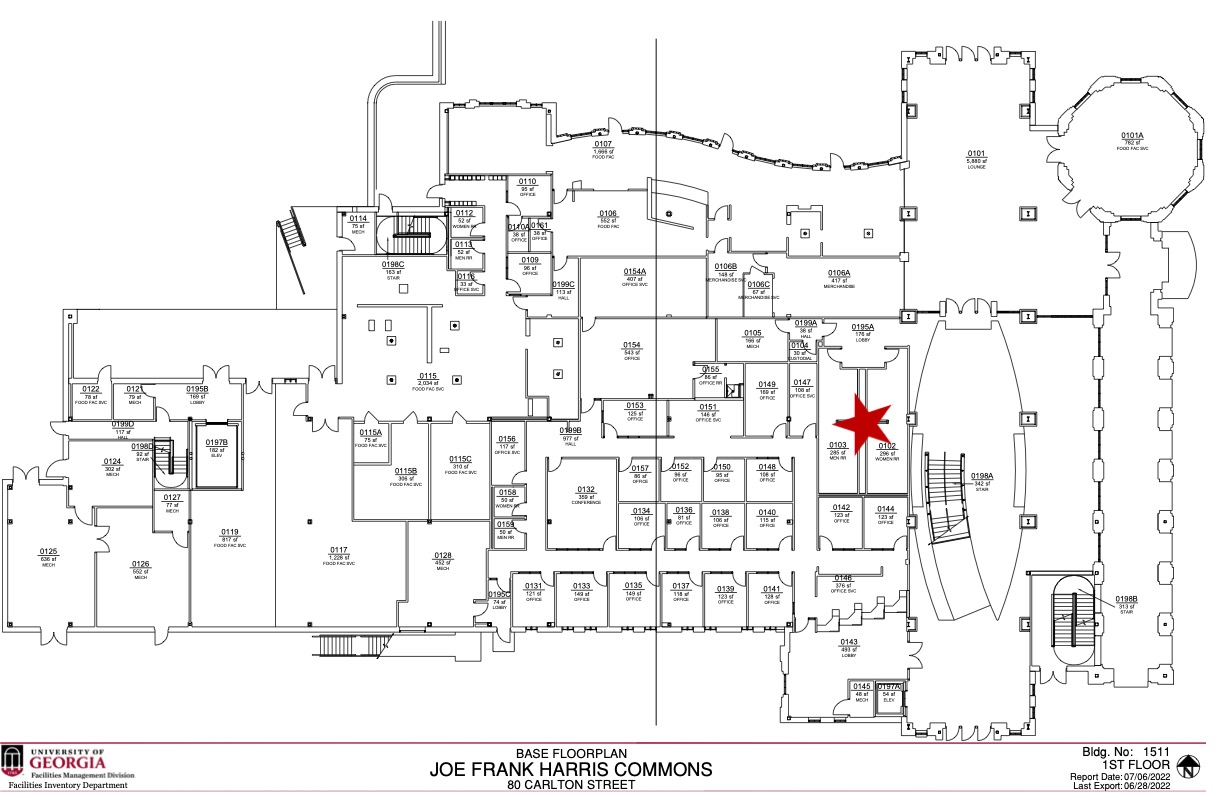 0101A
762 sf
FOOD FAC SVC
0107
1,666 sf
FOOD FAC
0101
5,880 sf
LOUNGE
0110
95 sf
OFFICE
0114
75 sf
MECH
0112
52 sf
WOMEN RR
0106
552 sf
FOOD FAC
0110A
38 sf
OFFICE
0161
38 sf
OFFICE
0113
52 sf
MEN RR
0198C
163 sf
STAIR
0109
96 sf
OFFICE
0116
33 sf
OFFICE SVC
0199C
113 sf
HALL
0154A
407 sf
OFFICE SVC
0106B
148 sf
MERCHANDISE SVC
0106C
67 sf
MERCHANDISE SVC
0106A
417 sf
MERCHANDISE
0199A
38 sf
HALL
0195A
176 sf
LOBBY
0105
166 sf
MECH
0104
30 sf
CUSTODIAL
0154
543 sf
OFFICE
0155
86 sf
OFFICE RR
0115
2,034 sf
FOOD FAC SVC
0149
169 sf
OFFICE
0147
108 sf
OFFICE SVC
0122
78 sf
FOOD FAC SVC
0121
79 sf
MECH
0195B
169 sf
LOBBY
0153
125 sf
OFFICE
0151
146 sf
OFFICE SVC
0199D
117 sf
HALL
0199B
977 sf
HALL
0115A
75 sf
FOOD FAC SVC
0156
117 sf
OFFICE SVC
0198D
92 sf
STAIR
0197B
182 sf
ELEV
0103
285 sf
MEN RR
0102
296 sf
WOMEN RR
0124
302 sf
MECH
0115C
310 sf
FOOD FAC SVC
0115B
306 sf
FOOD FAC SVC
0157
86 sf
OFFICE
0152
96 sf
OFFICE
0150
95 sf
OFFICE
0148
108 sf
OFFICE
0198A
342 sf
STAIR
0132
359 sf
CONFERENCE
0158
50 sf
WOMEN RR
0127
77 sf
MECH
0134
106 sf
OFFICE
0136
81 sf
OFFICE
0138
106 sf
OFFICE
0140
115 sf
OFFICE
0142
123 sf
OFFICE
0144
123 sf
OFFICE
0159
50 sf
MEN RR
0119
817 sf
FOOD FAC SVC
0125
636 sf
MECH
0126
552 sf
MECH
0117
1,226 sf
FOOD FAC SVC
0128
452 sf
MECH
0131
121 sf
OFFICE
0133
149 sf
OFFICE
0135
149 sf
OFFICE
0137
118 sf
OFFICE
0139
123 sf
OFFICE
0141
128 sf
OFFICE
0146
376 sf
OFFICE SVC
0195C
74 sf
LOBBY
0198B
313 sf
STAIR
0143
493 sf
LOBBY
0145
46 sf
MECH
0197A
54 sf
ELEV
UNIVERSITY OF
GEORGIA
Facilities Management Division
Facilities Inventory Department
BASE FLOORPLAN
JOE FRANK HARRIS COMMONS
80 CARLTON STREET
Bldg. No: 1511
1ST FLOOR
Report Date: 07/06/2022
Last Export: 06/28/2022
N